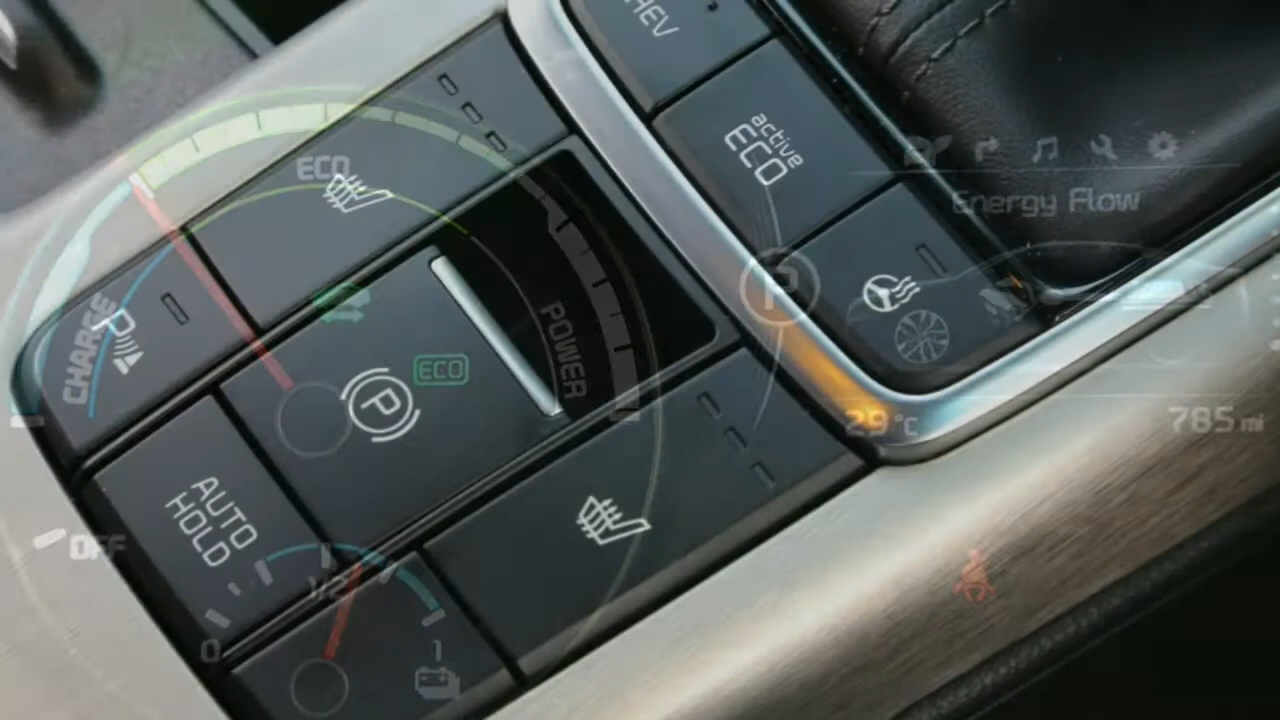 HEV
active
ECO
ECO
Energy Flow
CHARGE
P
POWER
P
ECO
P
29°C
785 mi
AUTO
HOLD
OFF
1/2
0
1